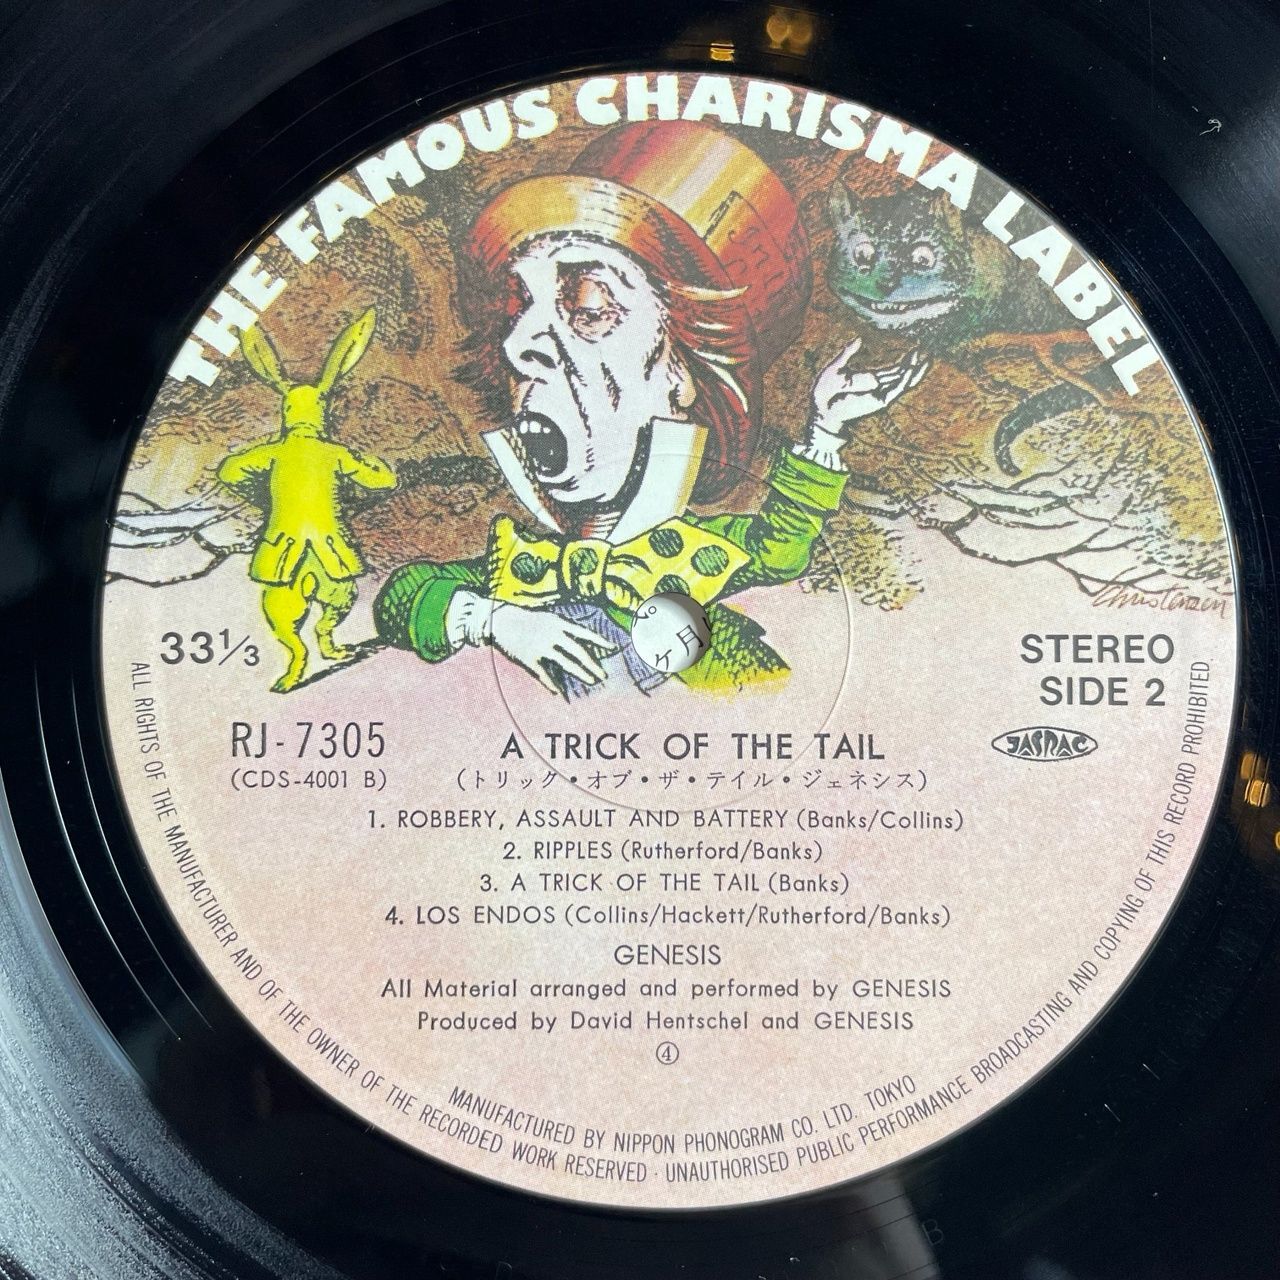 THE FAMOUS CHARISMA LABEL
Christensen
33⅓
STEREO
SIDE 2
RJ-7305
(CDS-4001 B)
JASRAC
A TRICK OF THE TAIL
(トリック・オブ・ザ・テイル・ジェネシス)
1. ROBBERY, ASSAULT AND BATTERY (Banks/Collins)
2. RIPPLES (Rutherford/Banks)
3. A TRICK OF THE TAIL (Banks)
4. LOS ENDOS (Collins/Hackett/Rutherford/Banks)
GENESIS
All Material arranged and performed by GENESIS
Produced by David Hentschel and GENESIS
④
MANUFACTURED BY NIPPON PHONOGRAM CO. LTD. TOKYO
ALL RIGHTS OF THE MANUFACTURER AND OF THE OWNER OF THE RECORDED WORK RESERVED · UNAUTHORISED PUBLIC PERFORMANCE BROADCASTING AND COPYING OF THIS RECORD PROHIBITED